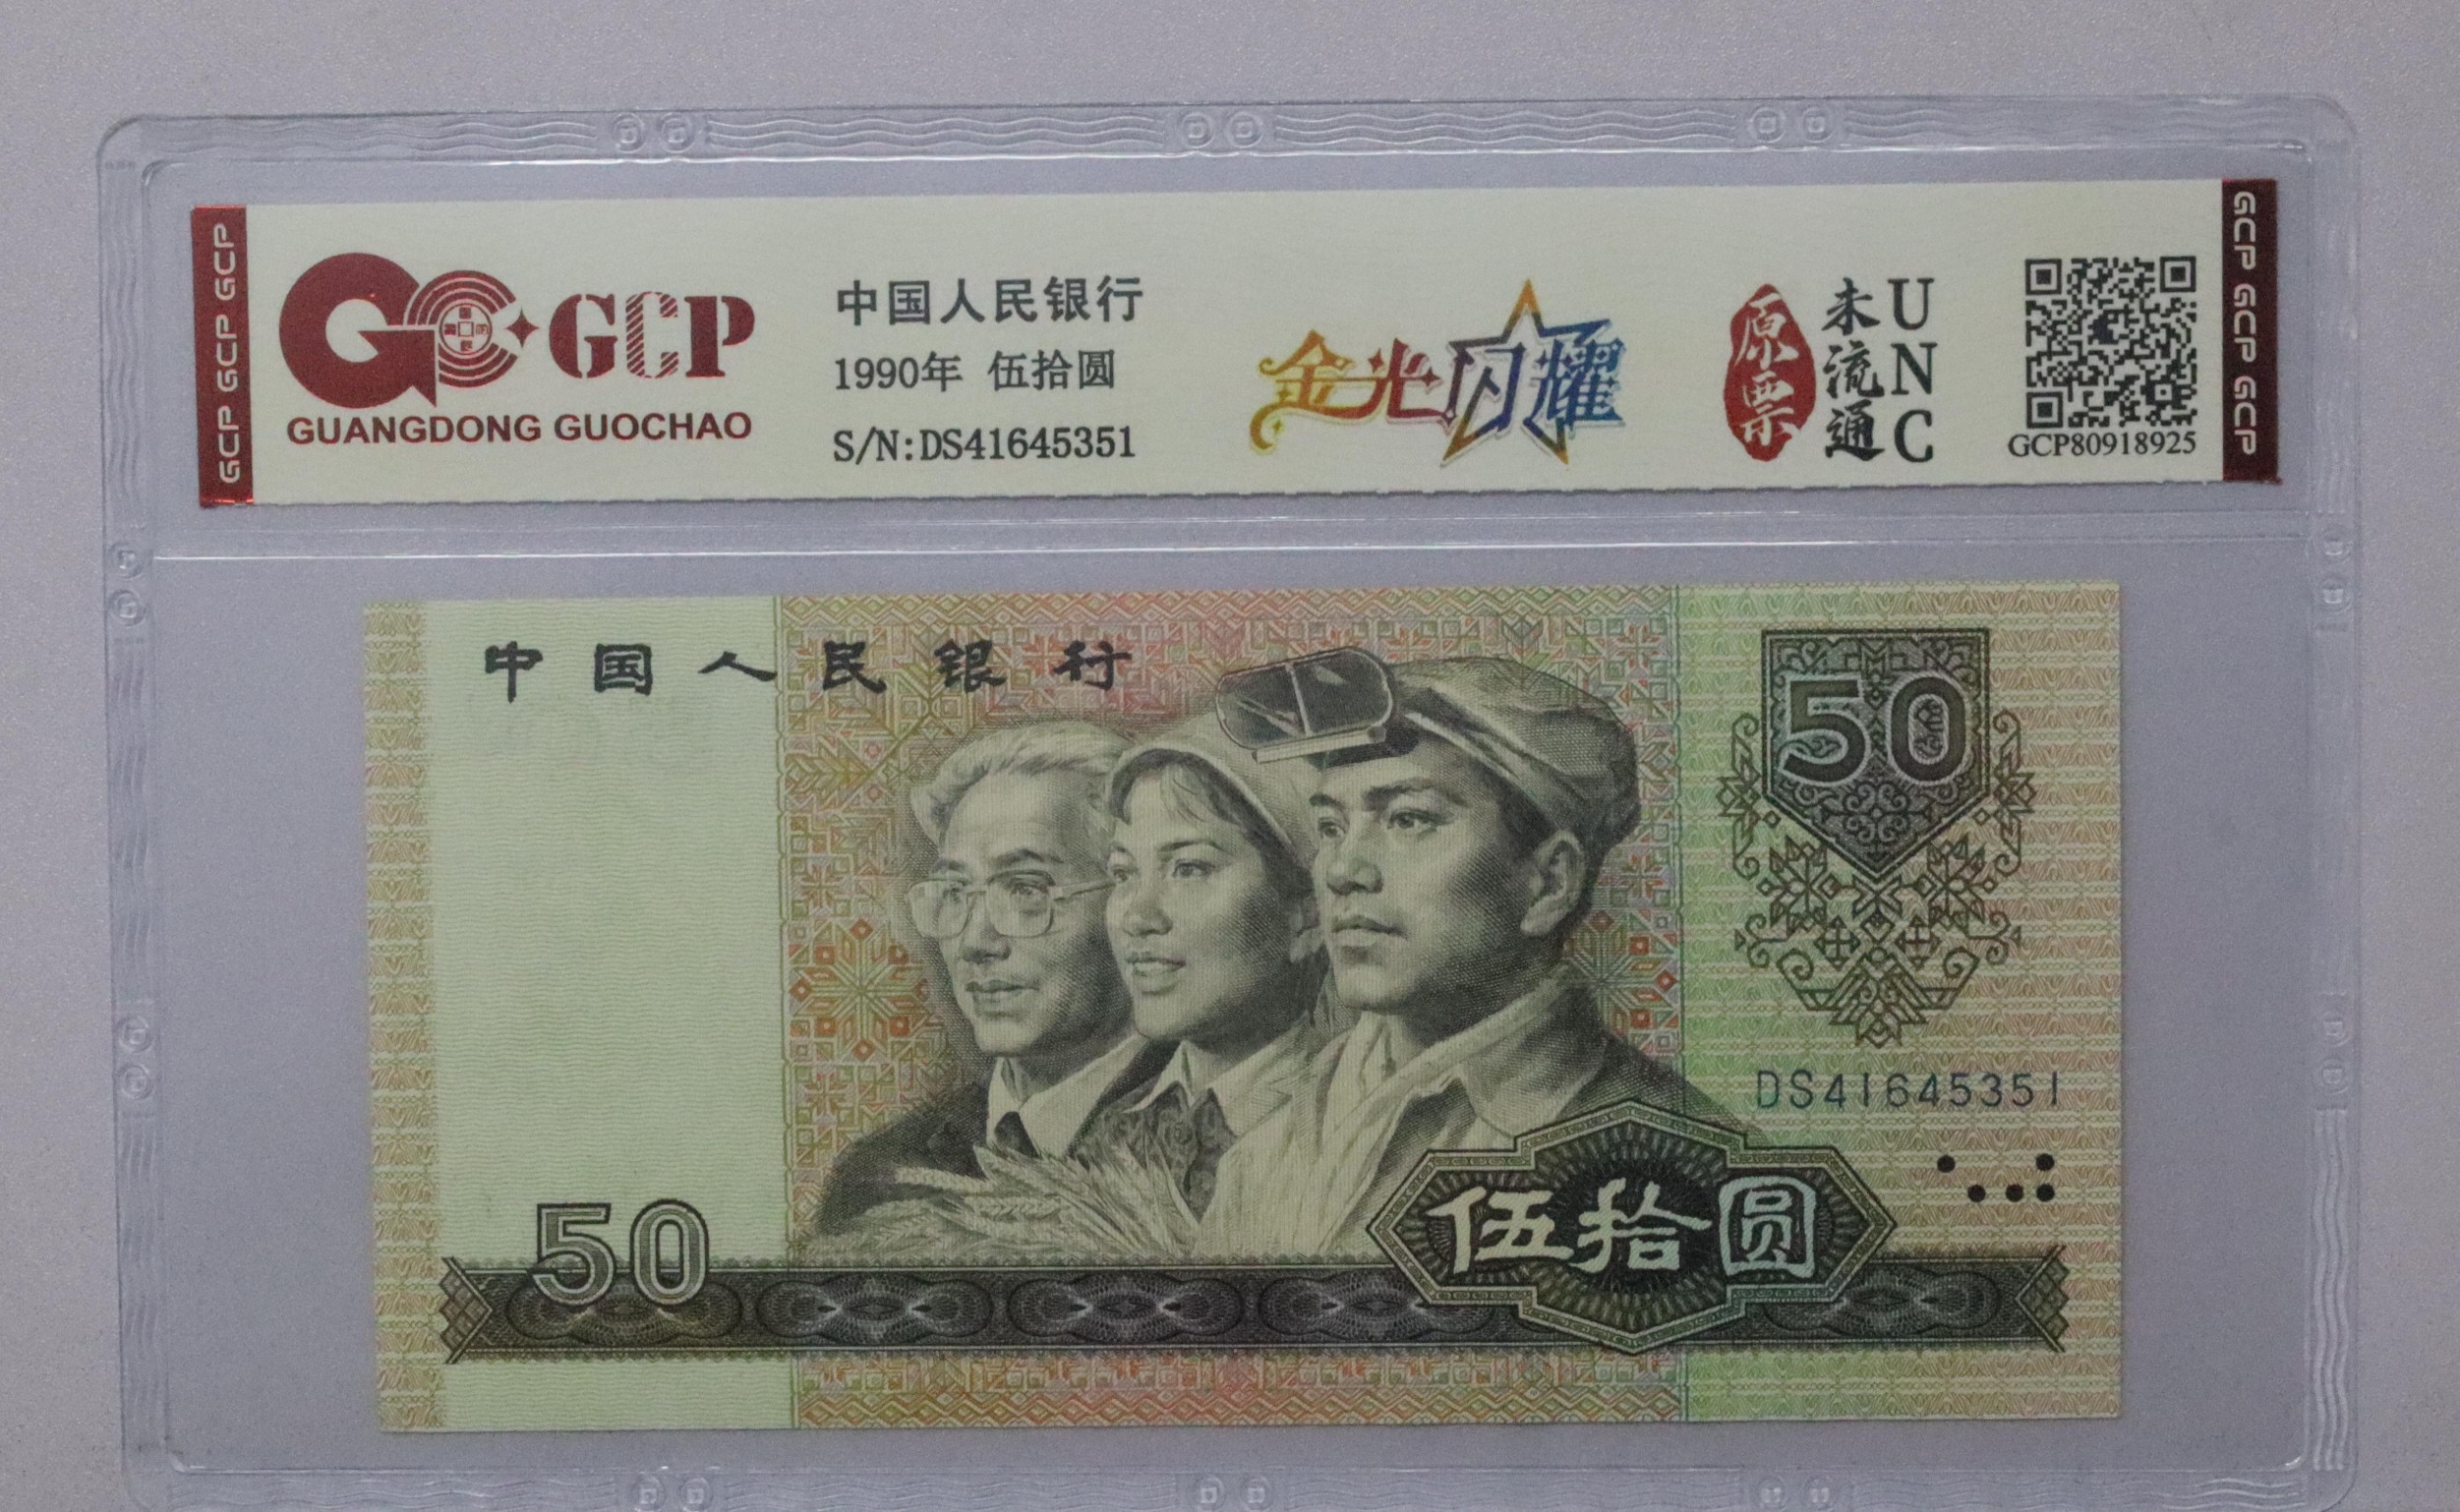 GCP GCP GCP
GCP
GUANGDONG GUOCHAO
中国人民银行
1990年 伍拾圆
S/N:DS41645351
金光闪耀
原票
未流通
UNC
GCP80918925
GCP GCP GCP
中国人民银行
50
DS41645351
50
伍拾圆